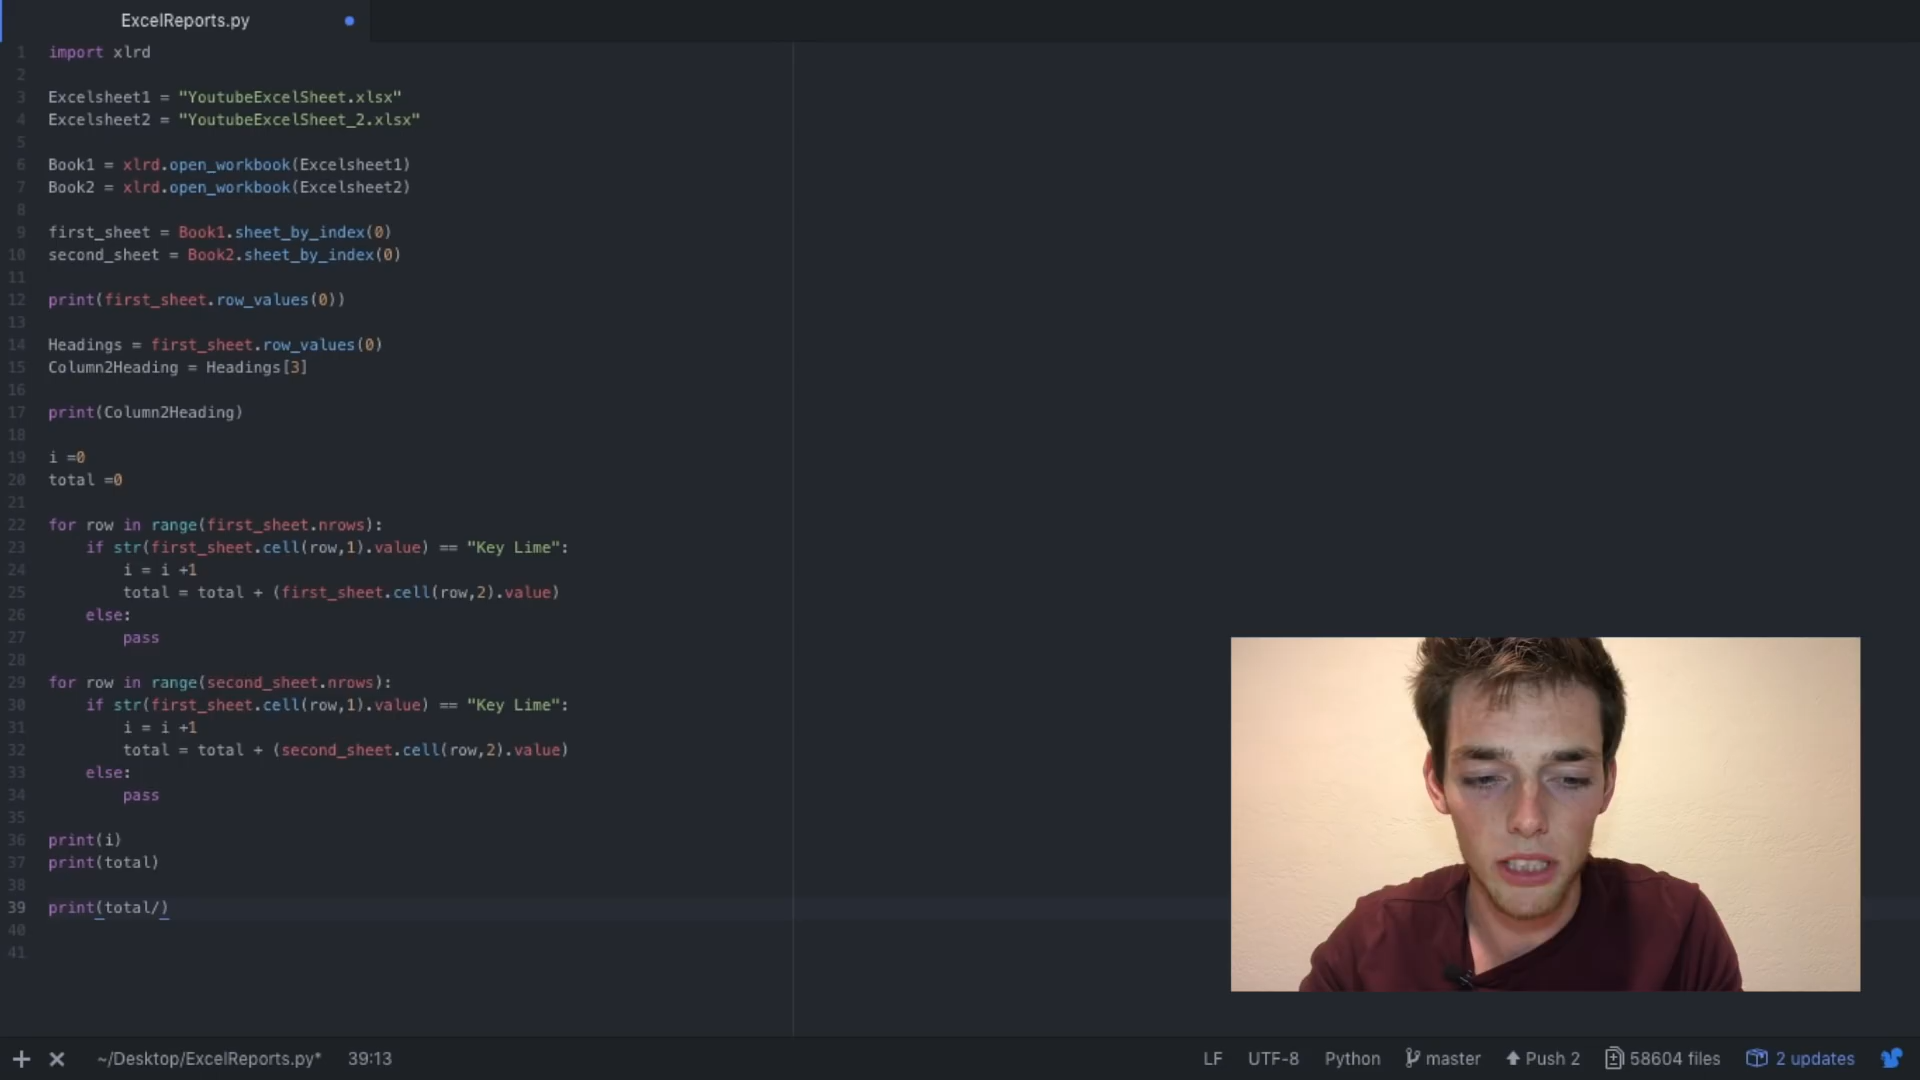 ExcelReports.py
1 import xlrd
2
3 Excelsheet1 = "YoutubeExcelSheet.xlsx"
4 Excelsheet2 = "YoutubeExcelSheet_2.xlsx"
5
6 Book1 = xlrd.open_workbook(Excelsheet1)
7 Book2 = xlrd.open_workbook(Excelsheet2)
8
9 first_sheet = Book1.sheet_by_index(0)
10 second_sheet = Book2.sheet_by_index(0)
11
12 print(first_sheet.row_values(0))
13
14 Headings = first_sheet.row_values(0)
15 Column2Heading = Headings[3]
16
17 print(Column2Heading)
18
19 i =0
20 total =0
21
22 for row in range(first_sheet.nrows):
23 if str(first_sheet.cell(row,1).value) == "Key Lime":
24 i = i +1
25 total = total + (first_sheet.cell(row,2).value)
26 else:
27 pass
28
29 for row in range(second_sheet.nrows):
30 if str(first_sheet.cell(row,1).value) == "Key Lime":
31 i = i +1
32 total = total + (second_sheet.cell(row,2).value)
33 else:
34 pass
35
36 print(i)
37 print(total)
38
39 print(total/)
40
41
~/Desktop/ExcelReports.py* 39:13 LF UTF-8 Python master Push 2 58604 files 2 updates